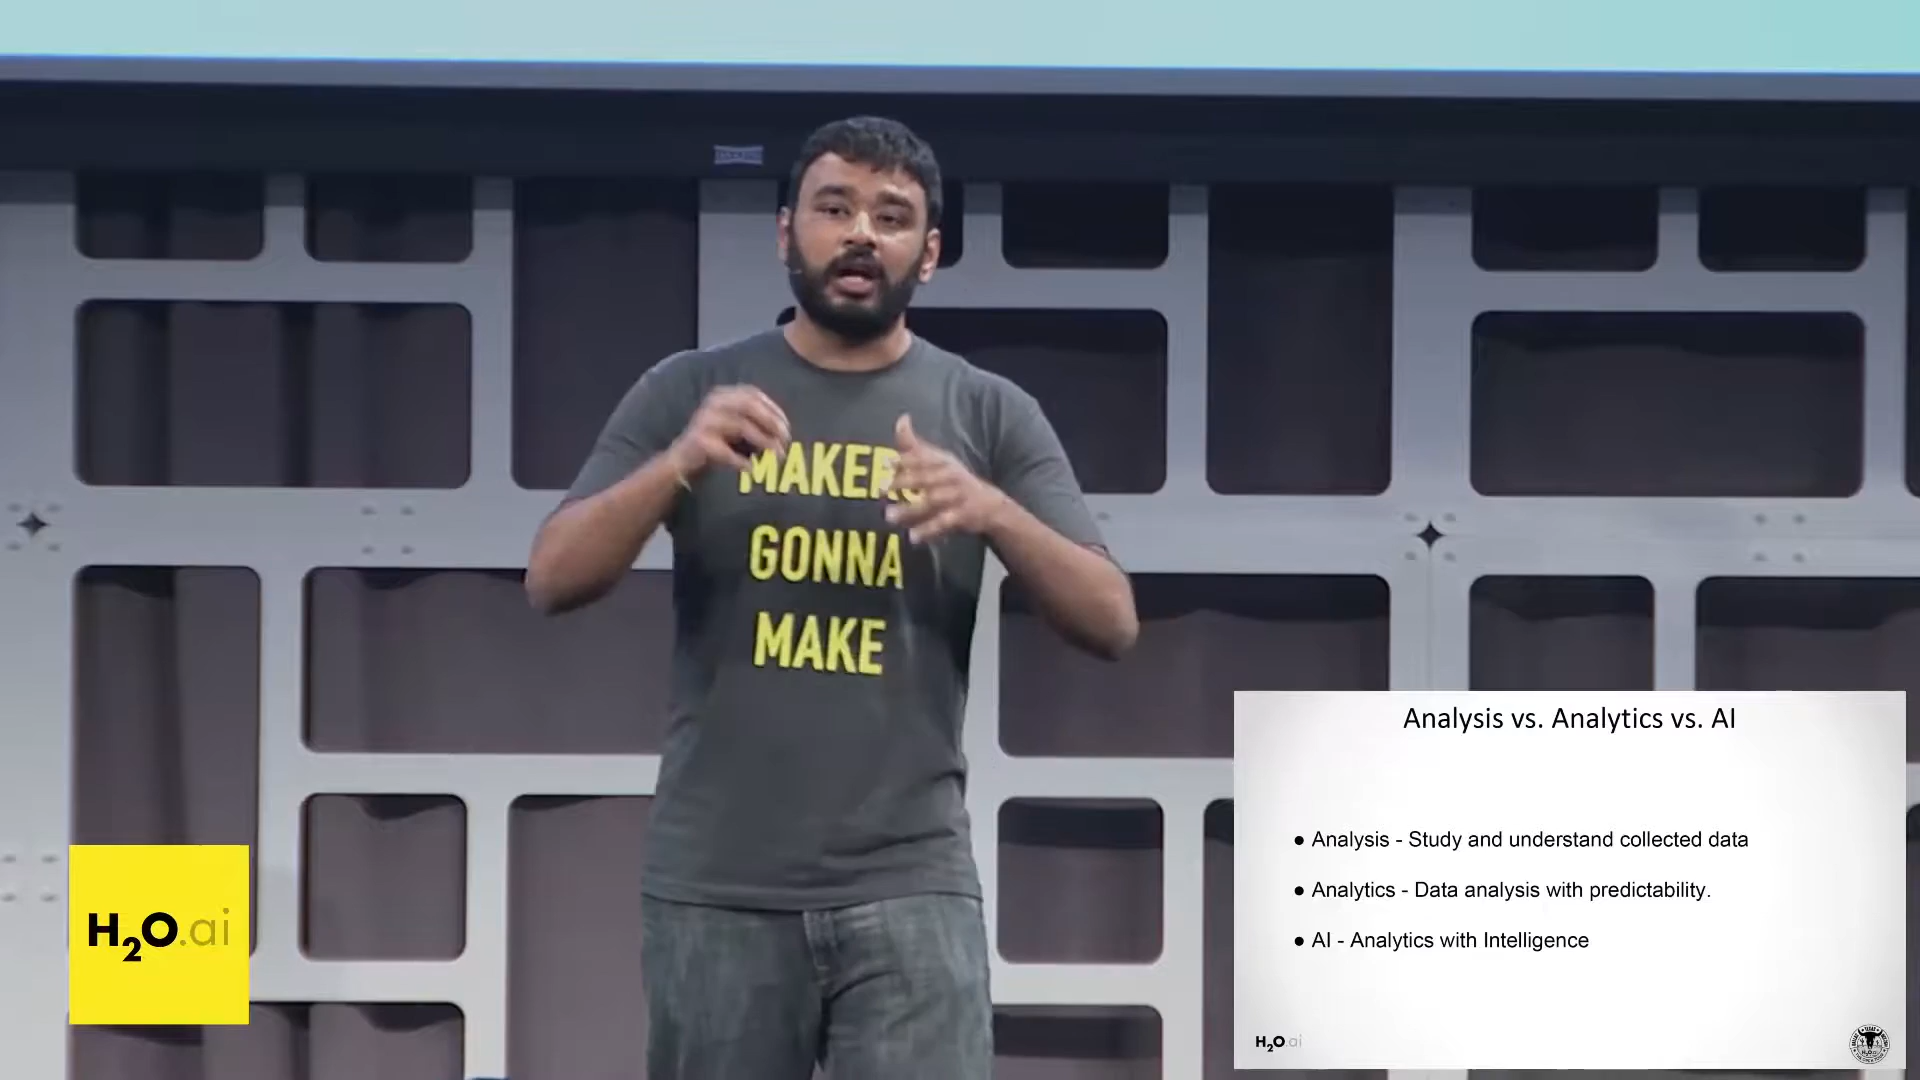 MAKERS
GONNA
MAKE
Analysis vs. Analytics vs. AI
● Analysis - Study and understand collected data
● Analytics - Data analysis with predictability.
● AI - Analytics with Intelligence
H2O.ai
H2O.ai